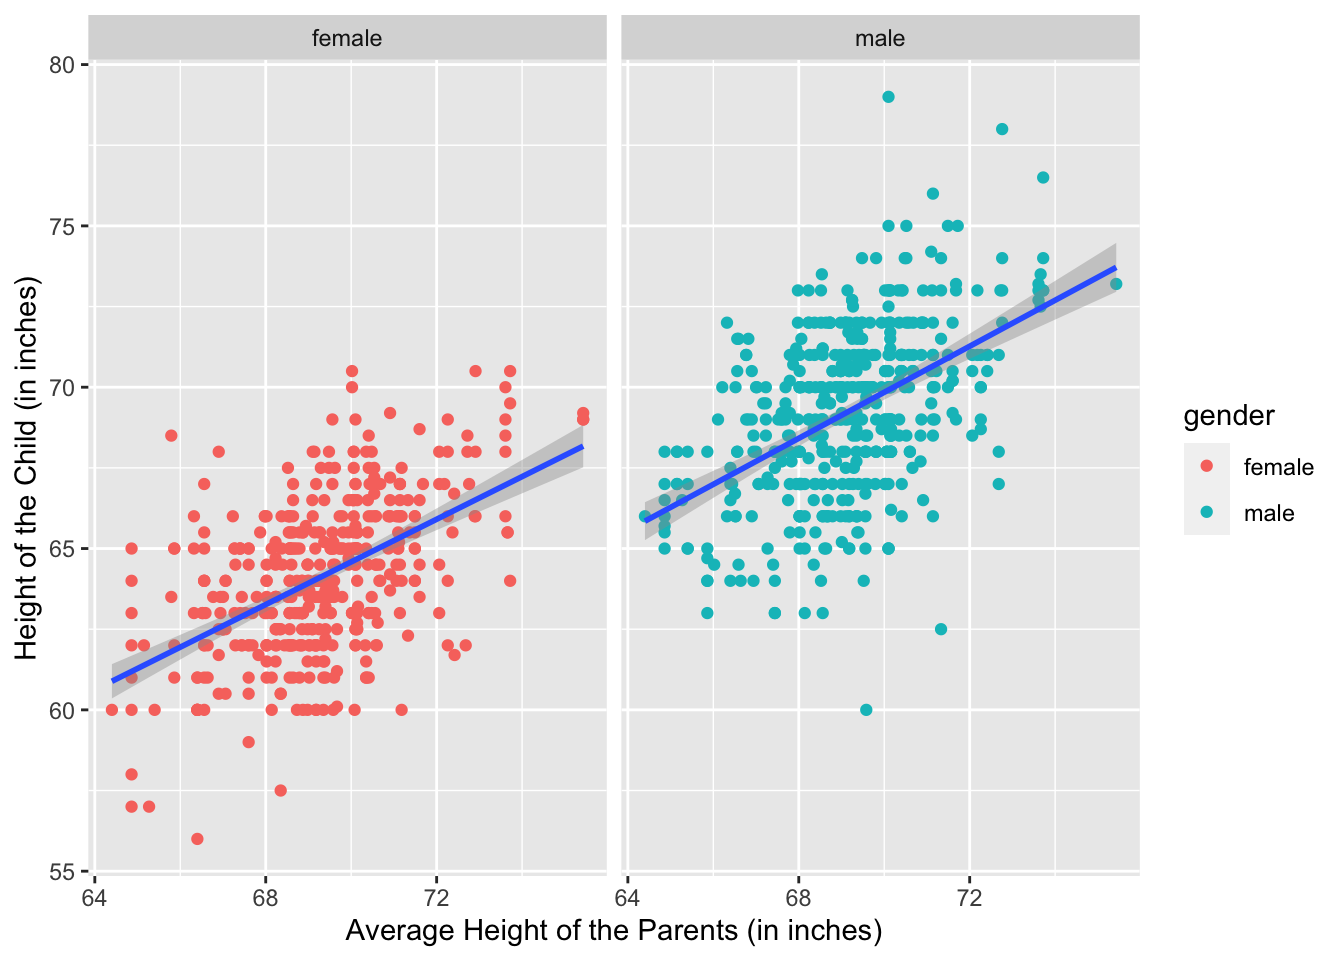 female male
80
75
70
65
60
55
64 68 72 64 68 72
Average Height of the Parents (in inches)
Height of the Child (in inches)
gender
female
male